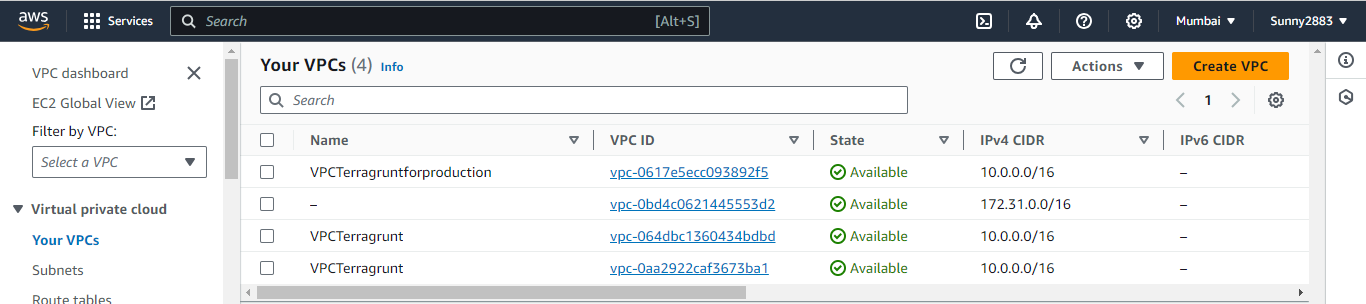 aws Services Search [Alt+S] Mumbai Sunny2883
VPC dashboard
EC2 Global View
Filter by VPC:
Select a VPC
Virtual private cloud
Your VPCs
Subnets
Route tables
Your VPCs (4) Info Actions Create VPC
Search 1
Name VPC ID State IPv4 CIDR IPv6 CIDR
VPCTerragruntforproduction vpc-0617e5ecc093892f5 Available 10.0.0.0/16 –
– vpc-0bd4c0621445553d2 Available 172.31.0.0/16 –
VPCTerragrunt vpc-064dbc1360434bdbd Available 10.0.0.0/16 –
VPCTerragrunt vpc-0aa2922caf3673ba1 Available 10.0.0.0/16 –